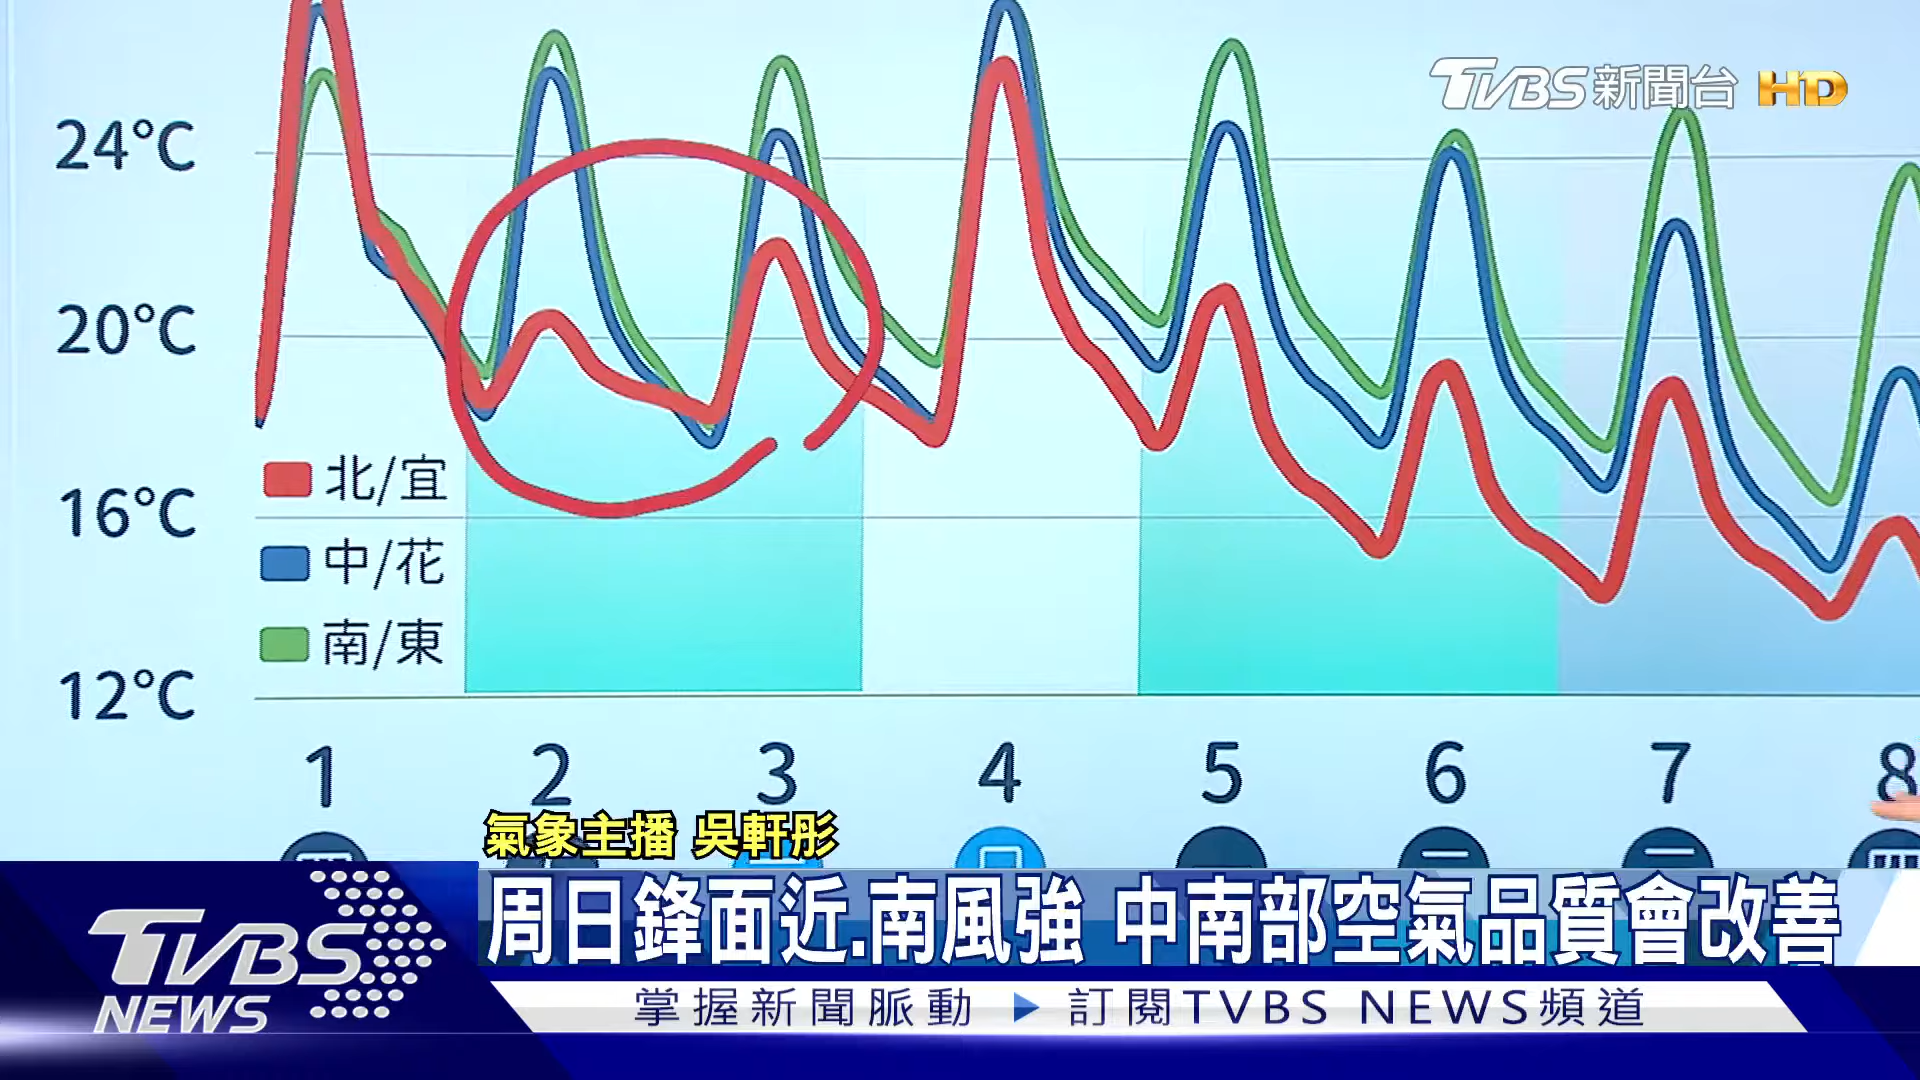 TVBS新聞台 HD
24°C
20°C
16°C
12°C
北/宜
中/花
南/東
1 2 3 4 5 6 7 8
氣象主播 吳軒彤
周日鋒面近.南風強 中南部空氣品質會改善
TVBS NEWS
掌握新聞脈動 ▶ 訂閱TVBS NEWS頻道